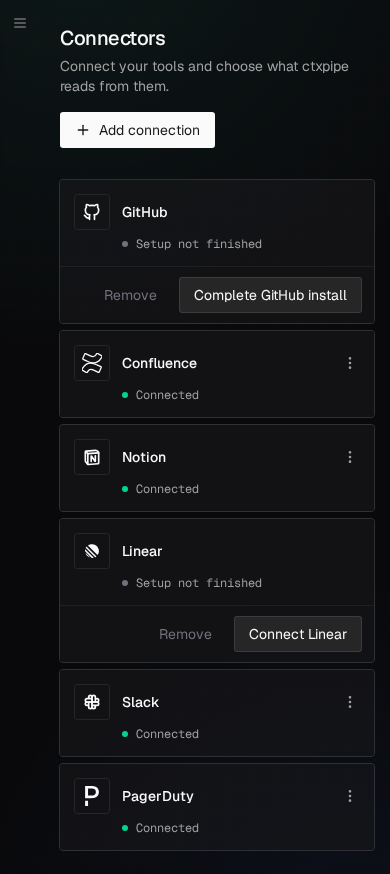 Connectors
Connect your tools and choose what ctxpipe
reads from them.
Add connection
GitHub
Setup not finished
Remove
Complete GitHub install
Confluence
Connected
Notion
Connected
Linear
Setup not finished
Remove
Connect Linear
Slack
Connected
PagerDuty
Connected